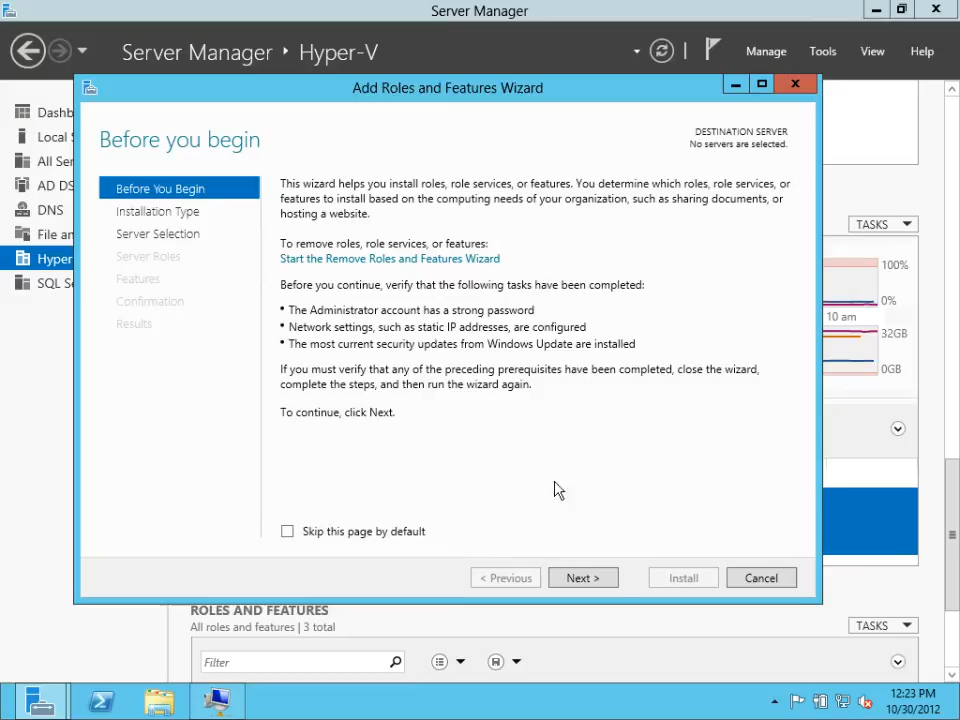 Server Manager
Server Manager ‣ Hyper-V
Manage Tools View Help
Dashb
Local S
All Ser
AD DS
DNS
File an
Hyper
SQL Se
Add Roles and Features Wizard
Before you begin
DESTINATION SERVER
No servers are selected.
Before You Begin
Installation Type
Server Selection
Server Roles
Features
Confirmation
Results
This wizard helps you install roles, role services, or features. You determine which roles, role services, or
features to install based on the computing needs of your organization, such as sharing documents, or
hosting a website.
To remove roles, role services, or features:
Start the Remove Roles and Features Wizard
Before you continue, verify that the following tasks have been completed:
• The Administrator account has a strong password
• Network settings, such as static IP addresses, are configured
• The most current security updates from Windows Update are installed
If you must verify that any of the preceding prerequisites have been completed, close the wizard,
complete the steps, and then run the wizard again.
To continue, click Next.
Skip this page by default
< Previous
Next >
Install
Cancel
TASKS
100%
0%
10 am
32GB
0GB
ROLES AND FEATURES
All roles and features | 3 total
TASKS
Filter
12:23 PM
10/30/2012